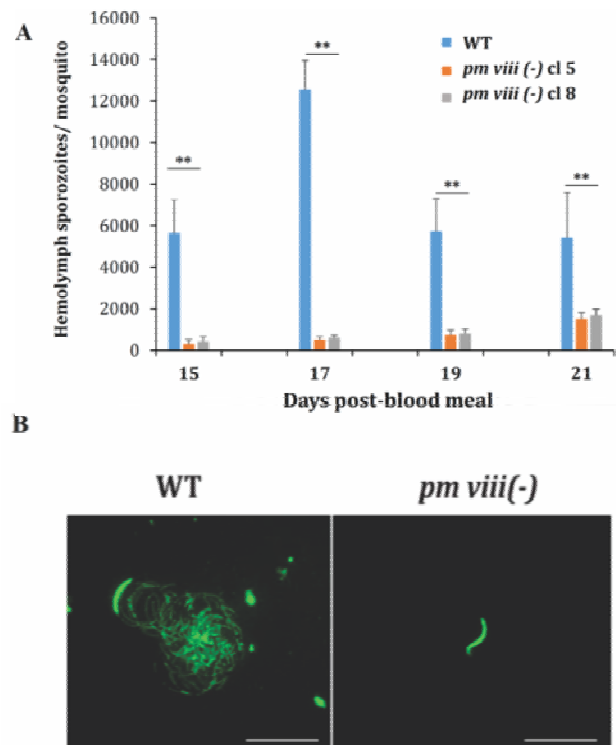 A
16000
14000
12000
10000
8000
6000
4000
2000
0
Hemolymph sporozoites/ mosquito
**
**
**
**
WT
pm viii (-) cl 5
pm viii (-) cl 8
15 17 19 21
Days post-blood meal
B
WT pm viii(-)